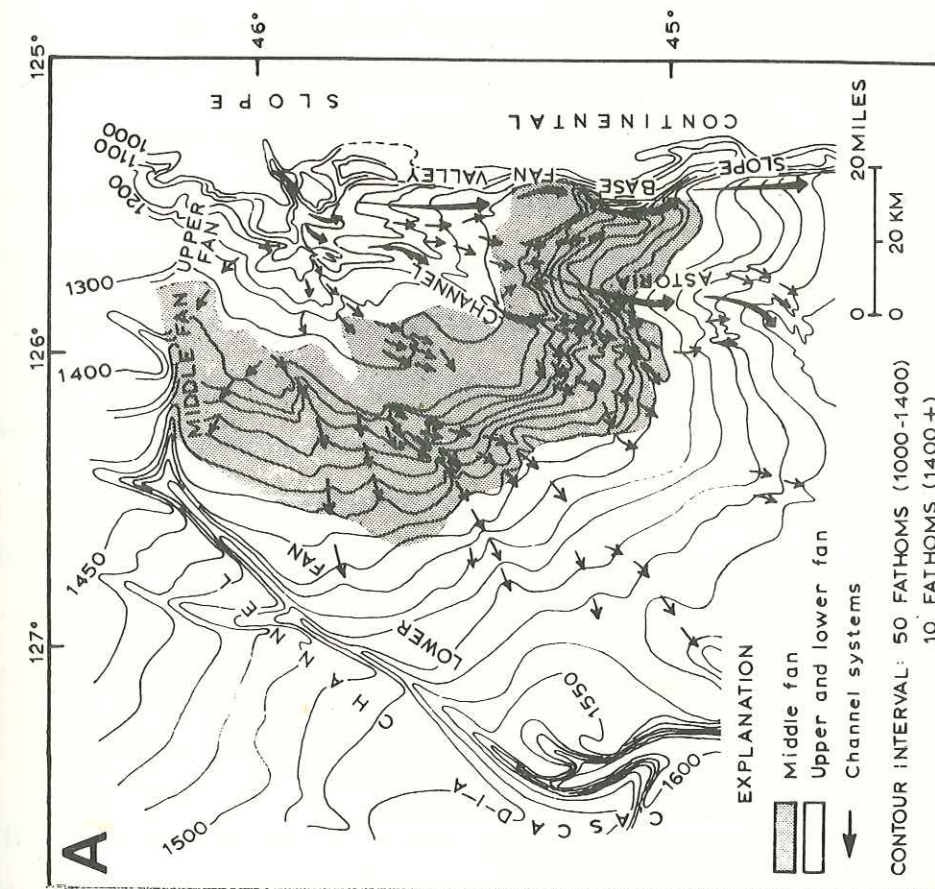 A
125°
126°
127°
46°
45°
1000
1100
1200
1300
1400
1450
1500
1550
1600
CONTINENTAL SLOPE
UPPER FAN
MIDDLE FAN
LOWER FAN
FAN VALLEY
BASE SLOPE
ASTORIA CHANNEL
CASCADIA CHANNEL
0 20 MILES
0 20 KM
EXPLANATION
Middle fan
Upper and lower fan
Channel systems
CONTOUR INTERVAL: 50 FATHOMS (1000-1400)
10 FATHOMS (1400+)